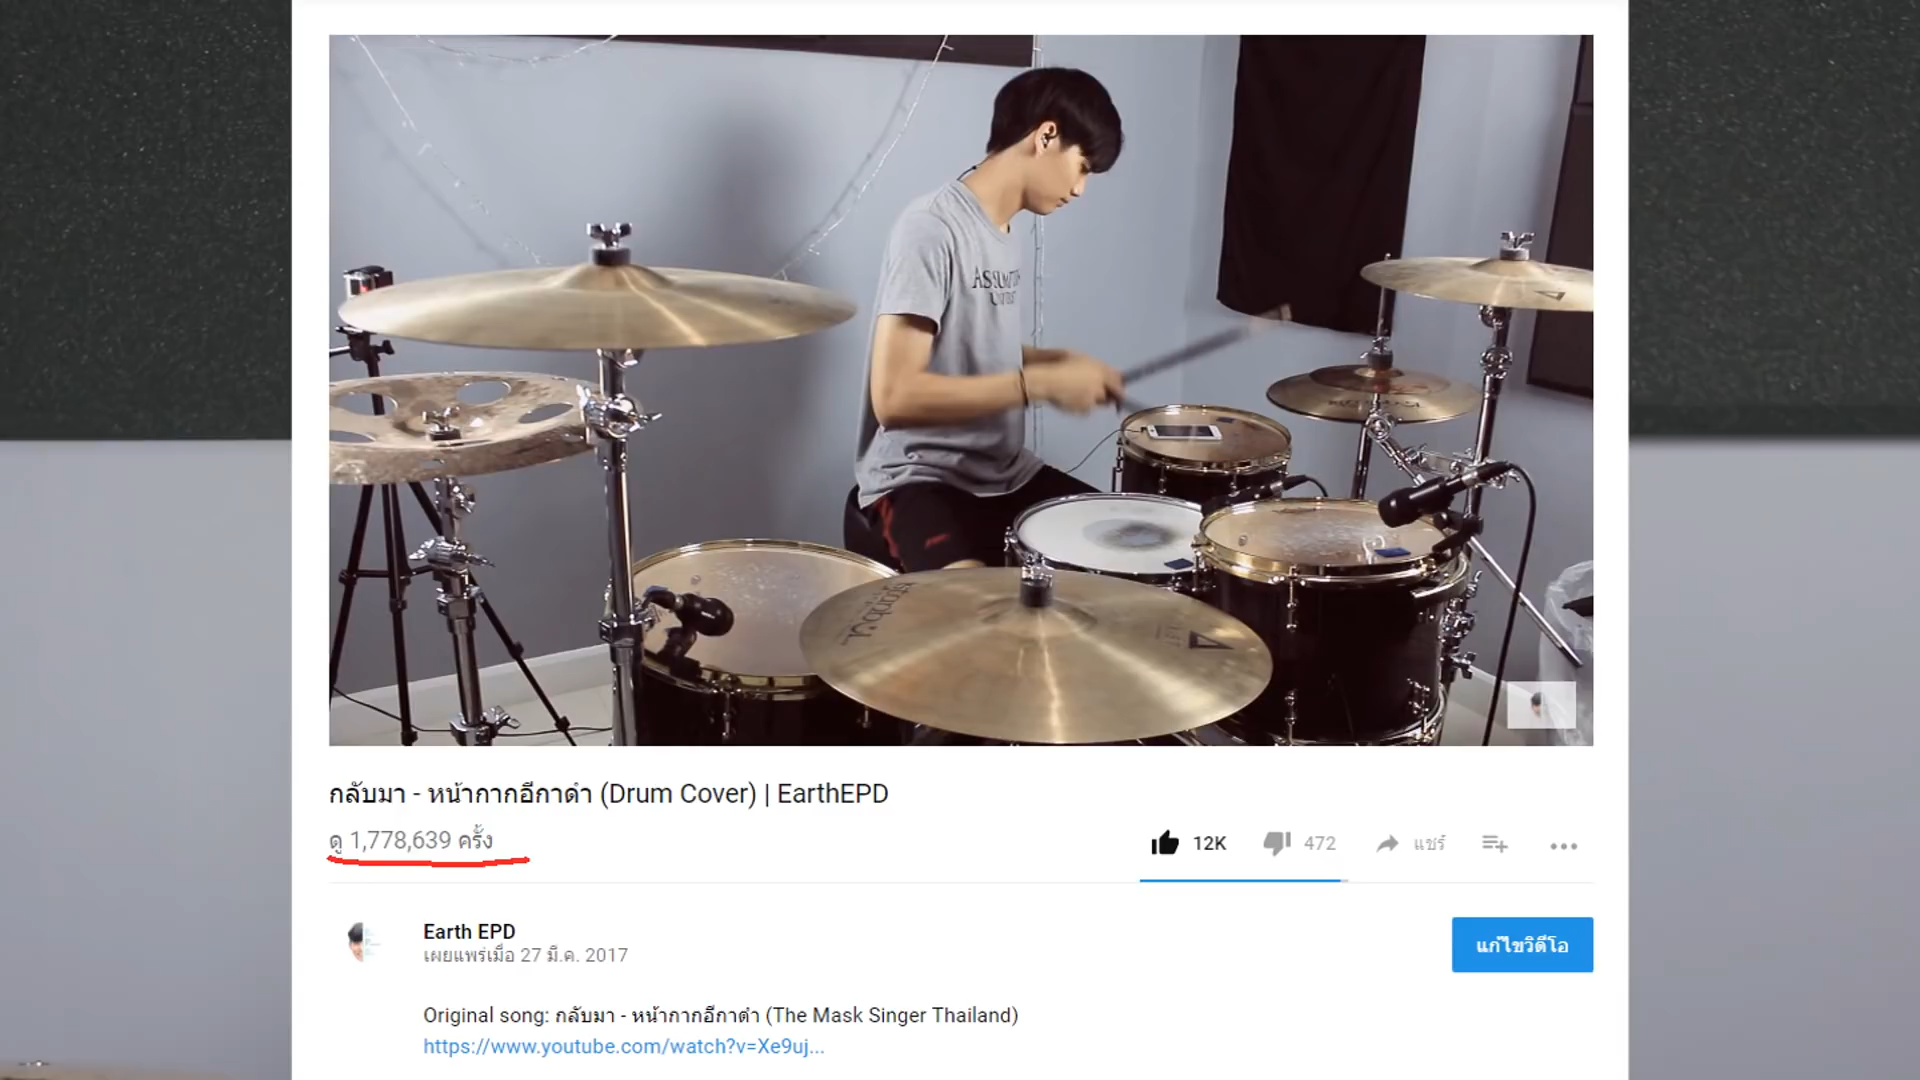 กลับมา - หน้ากากอีกาดำ (Drum Cover) | EarthEPD
ดู 1,778,639 ครั้ง
12K
472
แชร์
Earth EPD
เผยแพร่เมื่อ 27 มี.ค. 2017
แก้ไขวิดีโอ
Original song: กลับมา - หน้ากากอีกาดำ (The Mask Singer Thailand)
https://www.youtube.com/watch?v=Xe9uj...